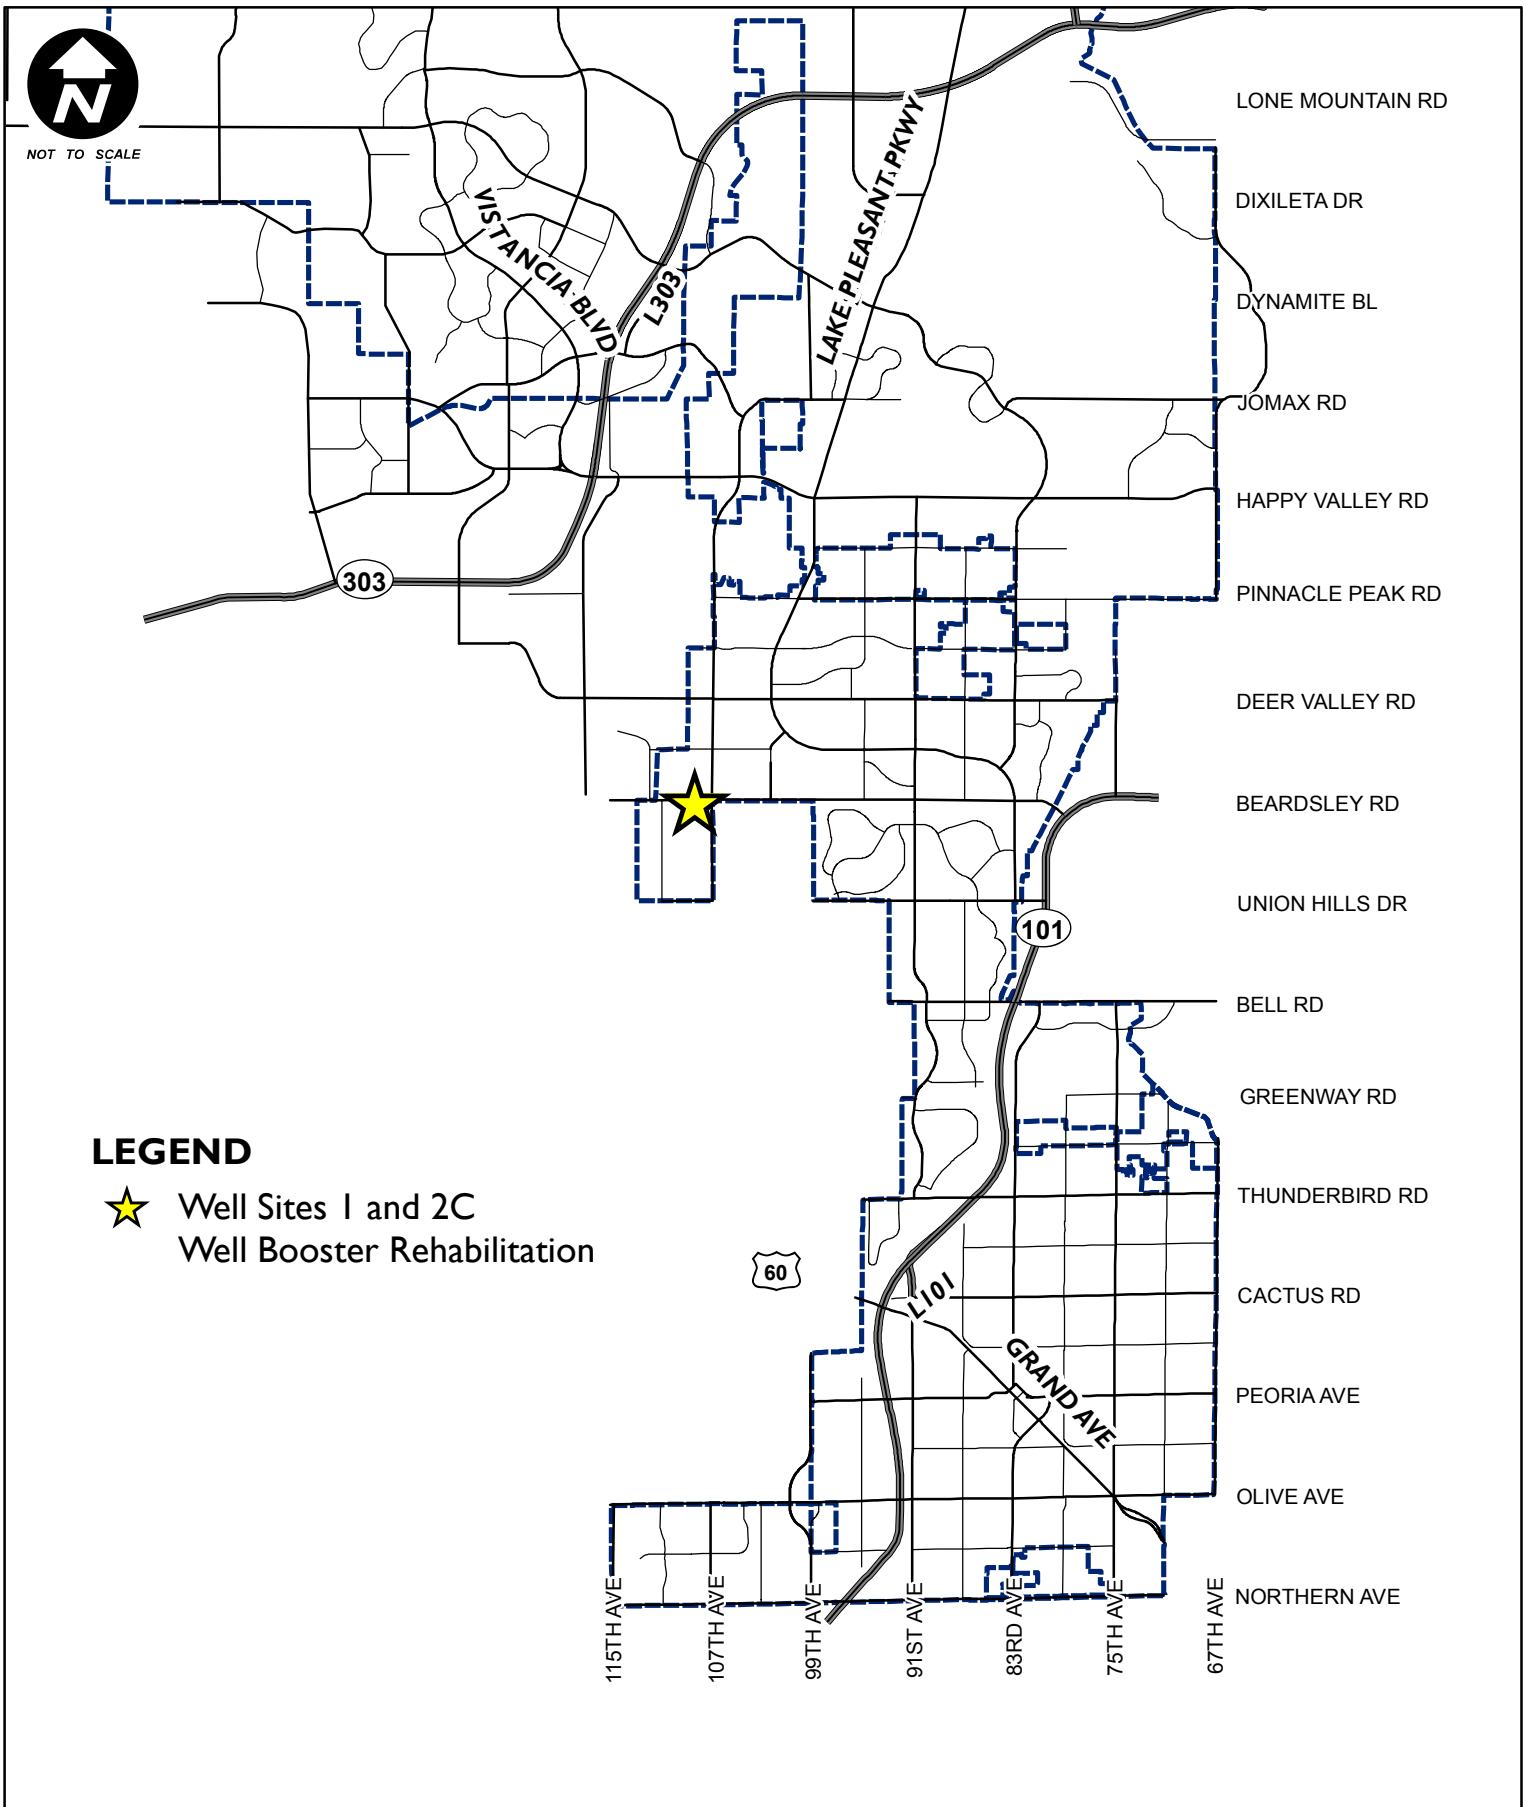 N
NOT TO SCALE
LONE MOUNTAIN RD
DIXILETA DR
DYNAMITE BL
JOMAX RD
HAPPY VALLEY RD
PINNACLE PEAK RD
DEER VALLEY RD
BEARDSLEY RD
UNION HILLS DR
BELL RD
GREENWAY RD
THUNDERBIRD RD
CACTUS RD
PEORIA AVE
OLIVE AVE
NORTHERN AVE
VISTANCIA BLVD
L303
LAKE PLEASANT PKWY
303
101
LEGEND
Well Sites 1 and 2C
Well Booster Rehabilitation
60
L101
GRAND AVE
115TH AVE
107TH AVE
99TH AVE
91ST AVE
83RD AVE
75TH AVE
67TH AVE